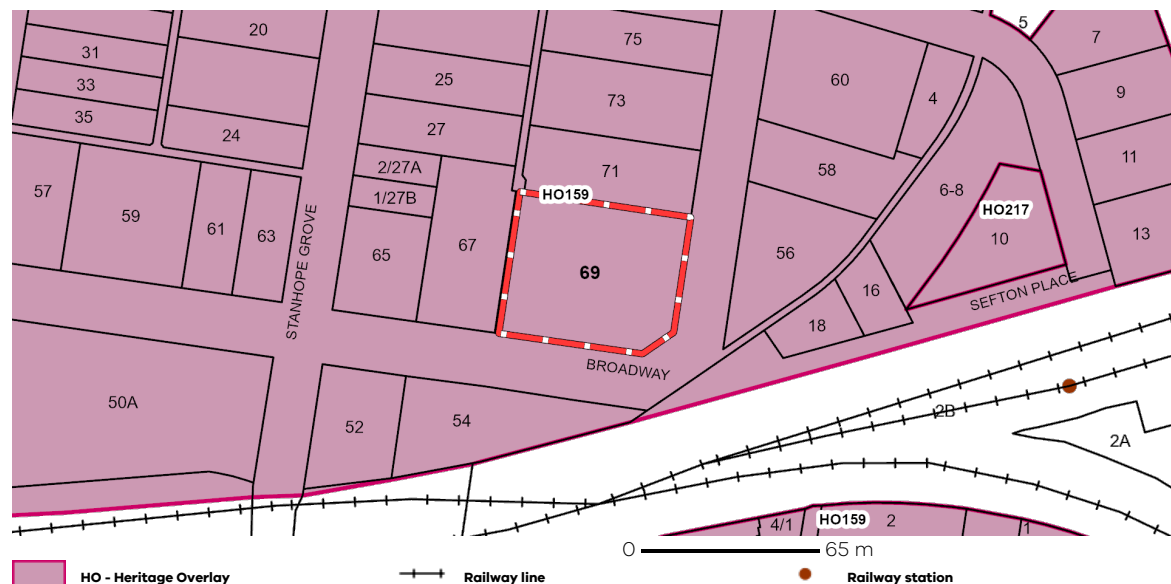 20
75
5
7
31
60
25
33
73
9
4
35
27
24
11
2/27A
71
58
57
6-8
HO159
1/27B
HO217
59
61
63
67
10
13
65
56
69
STANHOPE GROVE
16
SEFTON PLACE
18
BROADWAY
50A
52
54
2B
2A
4/1
HO159
2
1
0
65 m
HO - Heritage Overlay
Railway line
Railway station